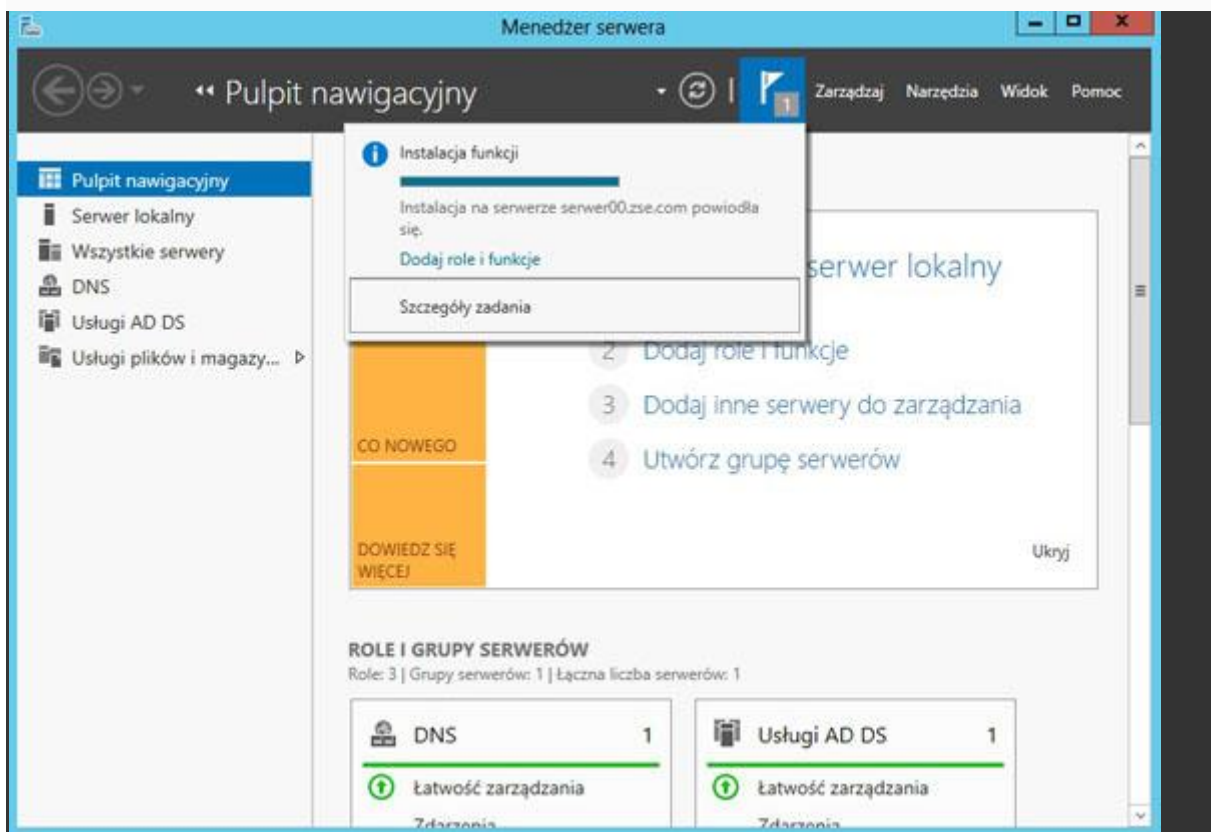 Menedżer serwera
Pulpit nawigacyjny
1
Zarządzaj Narzędzia Widok Pomoc
Pulpit nawigacyjny
Serwer lokalny
Wszystkie serwery
DNS
Usługi AD DS
Usługi plików i magazy...
Instalacja funkcji
Instalacja na serwerze serwer00.zse.com powiodła
się.
Dodaj role i funkcje
Szczegóły zadania
serwer lokalny
2 Dodaj role i funkcje
3 Dodaj inne serwery do zarządzania
4 Utwórz grupę serwerów
CO NOWEGO
DOWIEDZ SIĘ
WIĘCEJ
Ukryj
ROLE I GRUPY SERWERÓW
Role: 3 | Grupy serwerów: 1 | Łączna liczba serwerów: 1
DNS 1
Łatwość zarządzania
Zdarzenia
Usługi AD DS 1
Łatwość zarządzania
Zdarzenia